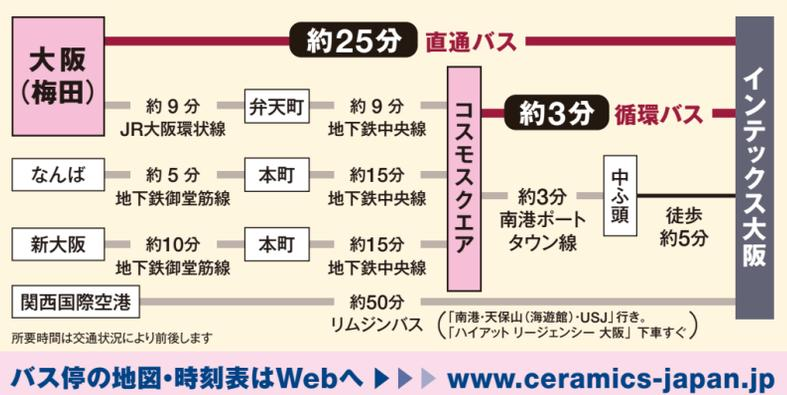 大阪
（梅田）
約25分 直通バス
約9分
JR大阪環状線
弁天町
約9分
地下鉄中央線
コスモスクエア
約3分 循環バス
インテックス大阪
なんば
約5分
地下鉄御堂筋線
本町
約15分
地下鉄中央線
約3分
南港ポート
タウン線
中ふ頭
徒歩
約5分
新大阪
約10分
地下鉄御堂筋線
本町
約15分
地下鉄中央線
関西国際空港
約50分
リムジンバス
（「南港・天保山（海遊館）・USJ」行き。
「ハイアット リージェンシー 大阪」 下車すぐ）
所要時間は交通状況により前後します
バス停の地図・時刻表はWebへ ▶▶▶ www.ceramics-japan.jp